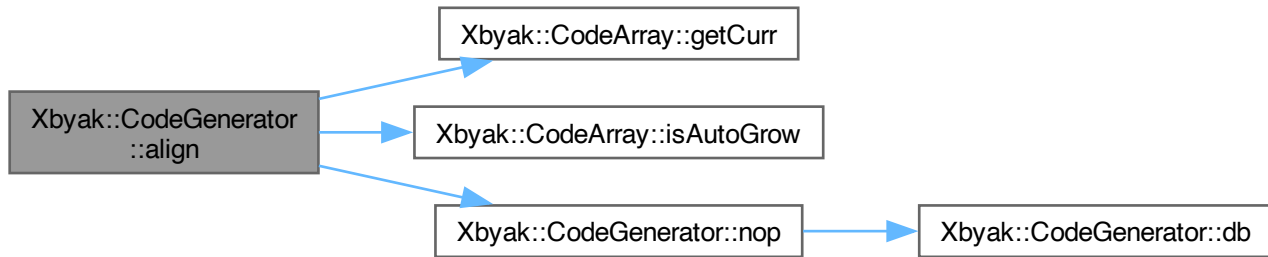 Xbyak::CodeArray::getCurr
Xbyak::CodeGenerator
::align
Xbyak::CodeArray::isAutoGrow
Xbyak::CodeGenerator::nop
Xbyak::CodeGenerator::db